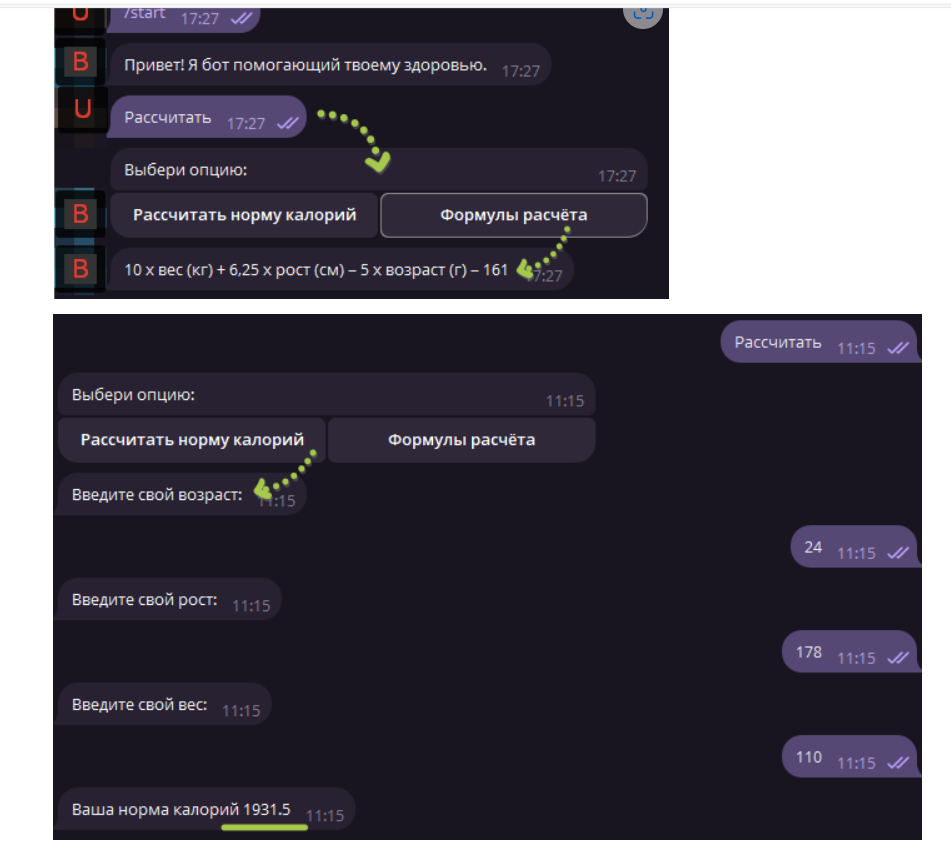 U
/start 17:27
B
Привет! Я бот помогающий твоему здоровью. 17:27
U
Рассчитать 17:27
Выбери опцию: 17:27
B
Рассчитать норму калорий
Формулы расчёта
B
10 x вес (кг) + 6,25 x рост (см) – 5 x возраст (г) – 161 17:27
Рассчитать 11:15
Выбери опцию: 11:15
Рассчитать норму калорий
Формулы расчёта
Введите свой возраст: 11:15
24 11:15
Введите свой рост: 11:15
178 11:15
Введите свой вес: 11:15
110 11:15
Ваша норма калорий 1931.5 11:15